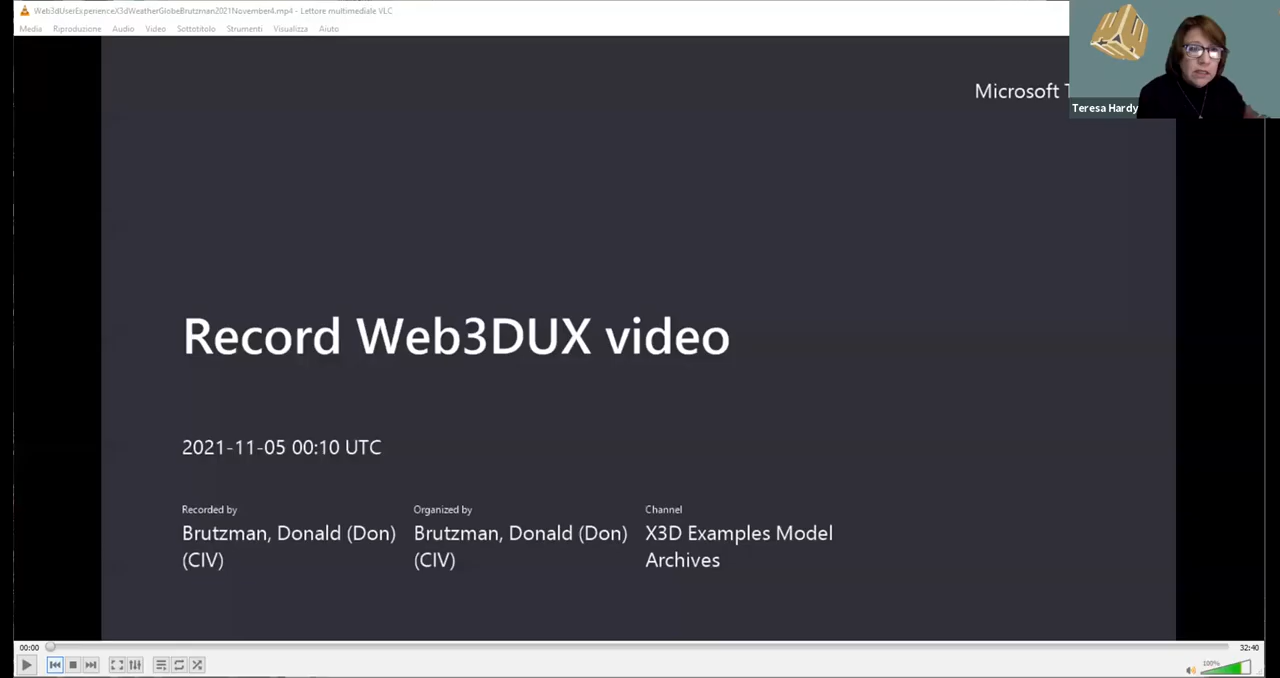 Web3dUserExperienceX3dWeatherGlobeBrutzman2021November4.mp4 - Lettore multimediale VLC
Media Riproduzione Audio Video Sottotitolo Strumenti Visualizza Aiuto
Microsoft
Teresa Hardy
Record Web3DUX video
2021-11-05 00:10 UTC
Recorded by
Brutzman, Donald (Don)
(CIV)
Organized by
Brutzman, Donald (Don)
(CIV)
Channel
X3D Examples Model
Archives
00:00
32:40
100%